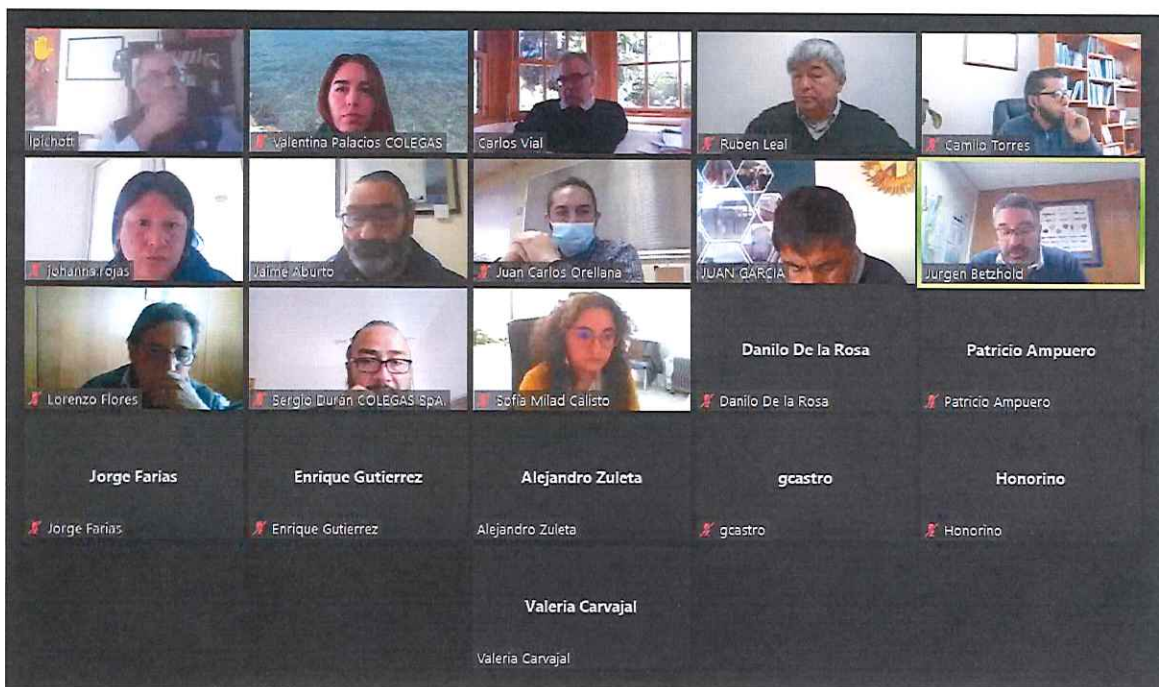 lpichott
Valentina Palacios COLEGAS
Carlos Vial
Ruben Leal
Camilo Torres
johanna.rojas
Jaime Aburto
Juan Carlos Orellana
JUAN GARCIA
Jurgen Betzhold
Lorenzo Flores
Sergio Durán COLEGAS SpA.
Sofía Milad Calisto
Danilo De la Rosa
Danilo De la Rosa
Patricio Ampuero
Patricio Ampuero
Jorge Farias
Jorge Farias
Enrique Gutierrez
Enrique Gutierrez
Alejandro Zuleta
Alejandro Zuleta
gcastro
gcastro
Honorino
Honorino
Valeria Carvajal
Valeria Carvajal